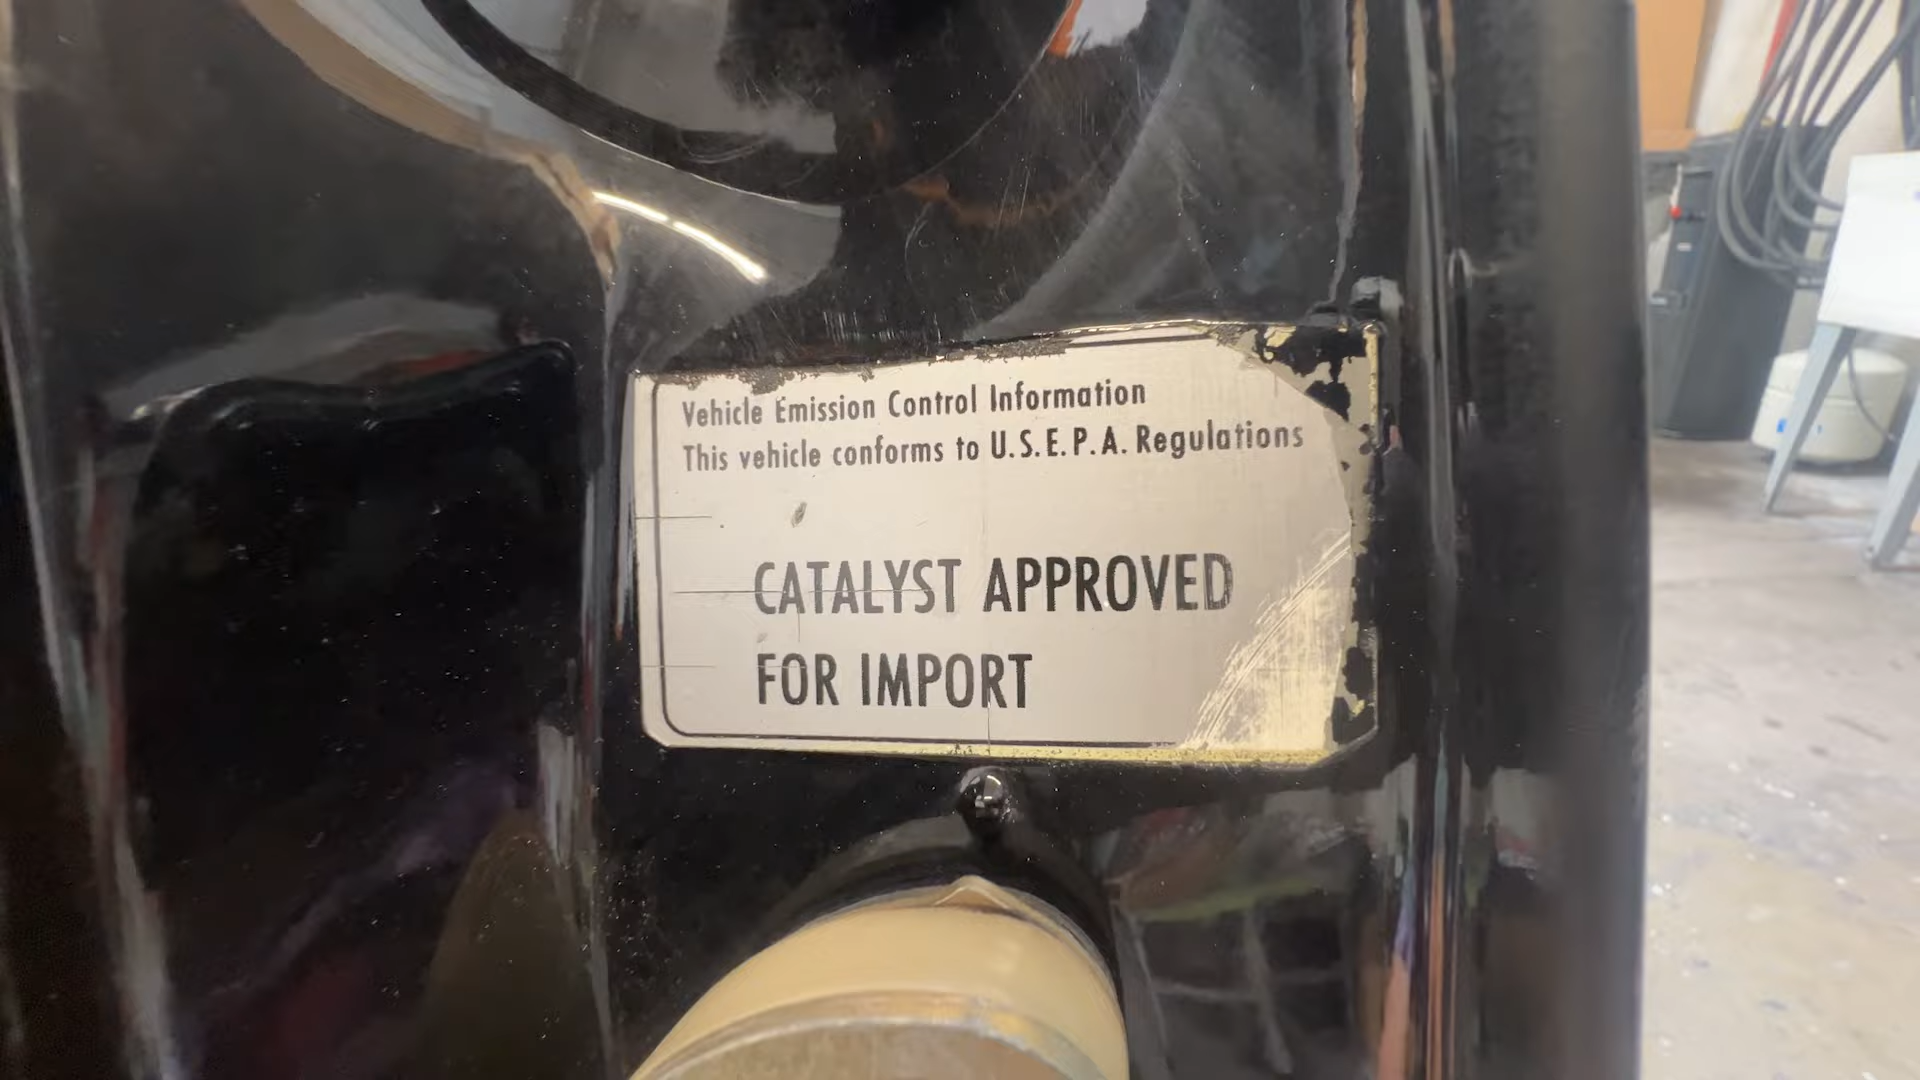 Vehicle Emission Control Information
This vehicle conforms to U.S.E.P.A. Regulations
CATALYST APPROVED
FOR IMPORT